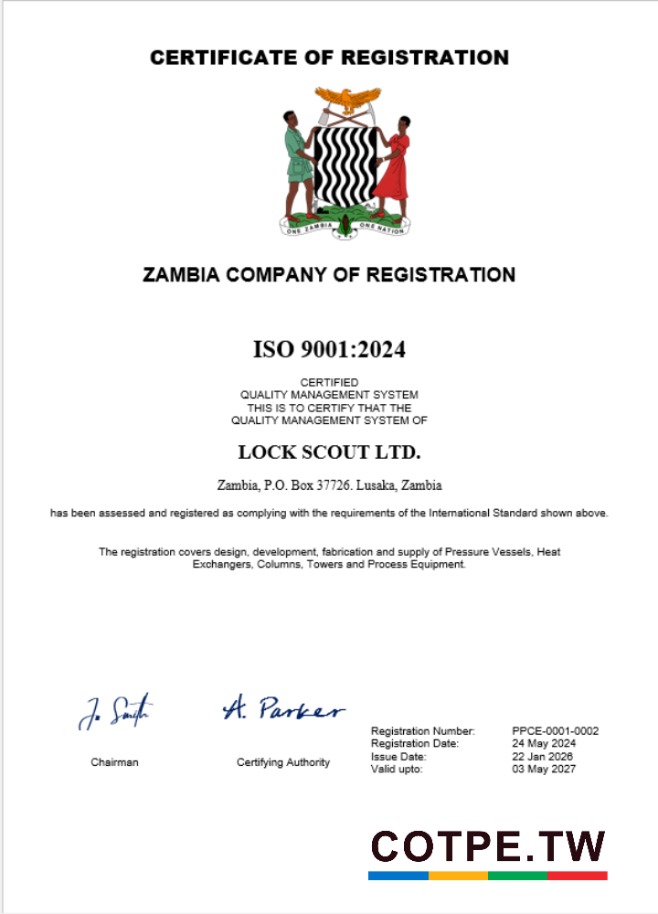 CERTIFICATE OF REGISTRATION
ONE ZAMBIA ONE NATION
ZAMBIA COMPANY OF REGISTRATION
ISO 9001:2024
CERTIFIED
QUALITY MANAGEMENT SYSTEM
THIS IS TO CERTIFY THAT THE
QUALITY MANAGEMENT SYSTEM OF
LOCK SCOUT LTD.
Zambia, P.O. Box 37726. Lusaka, Zambia
has been assessed and registered as complying with the requirements of the International Standard shown above.
The registration covers design, development, fabrication and supply of Pressure Vessels, Heat
Exchangers, Columns, Towers and Process Equipment.
J. Smith A. Parker
Chairman Certifying Authority
Registration Number: PPCE-0001-0002
Registration Date: 24 May 2024
Issue Date: 22 Jan 2026
Valid upto: 03 May 2027
COTPE.TW